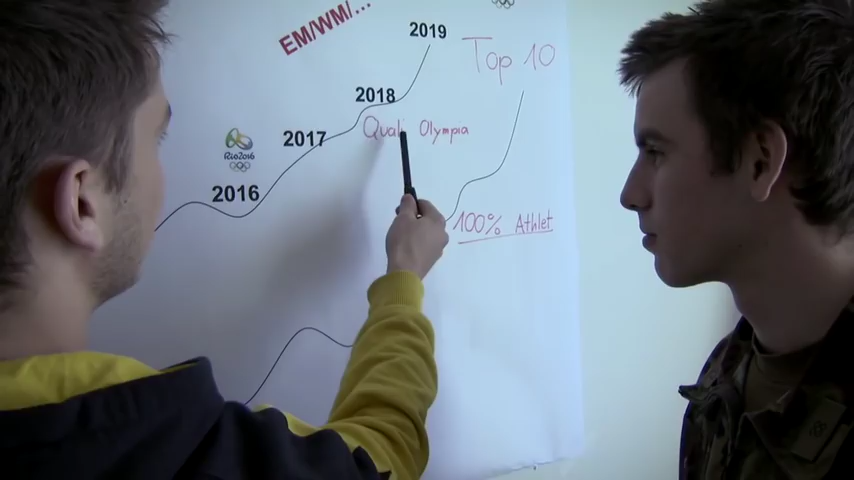 EM/WM/...
2019
Top 10
2018
Quali Olympia
2017
Rio2016
2016
100% Athlet